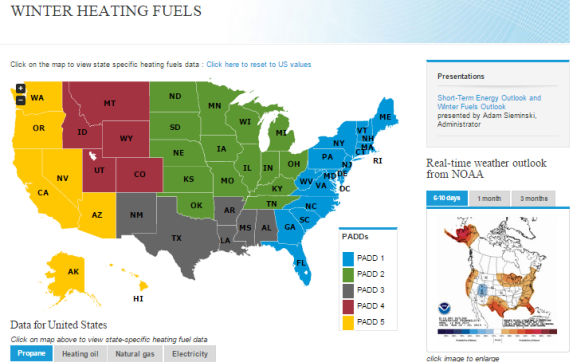 WINTER HEATING FUELS
Click on the map to view state specific heating fuels data : Click here to reset to US values
+
−
WA
OR
CA
NV
AZ
AK
HI
MT
ID
WY
UT
CO
NM
TX
ND
SD
NE
KS
OK
MN
IA
MO
WI
IL
IN
MI
OH
KY
TN
AR
LA
MS
AL
GA
FL
SC
NC
VA
WV
PA
NY
VT
NH
ME
MA
CT
RI
NJ
DE
MD
DC
PADDs
PADD 1
PADD 2
PADD 3
PADD 4
PADD 5
Data for United States
Click on map above to view state-specific heating fuel data
Propane
Heating oil
Natural gas
Electricity
Presentations
Short-Term Energy Outlook and
Winter Fuels Outlook
presented by Adam Sieminski,
Administrator
Real-time weather outlook
from NOAA
6-10 days
1 month
3 months
click image to enlarge